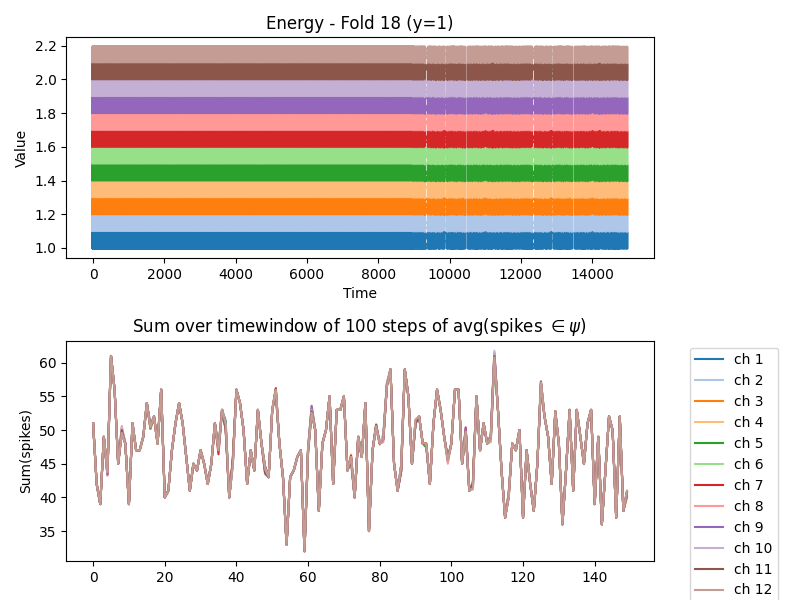 Energy - Fold 18 (y=1)
Value
2.2
2.0
1.8
1.6
1.4
1.2
1.0
0 2000 4000 6000 8000 10000 12000 14000
Time
Sum over timewindow of 100 steps of avg(spikes ∈ ψ)
Sum(spikes)
60
55
50
45
40
35
0 20 40 60 80 100 120 140
ch 1
ch 2
ch 3
ch 4
ch 5
ch 6
ch 7
ch 8
ch 9
ch 10
ch 11
ch 12